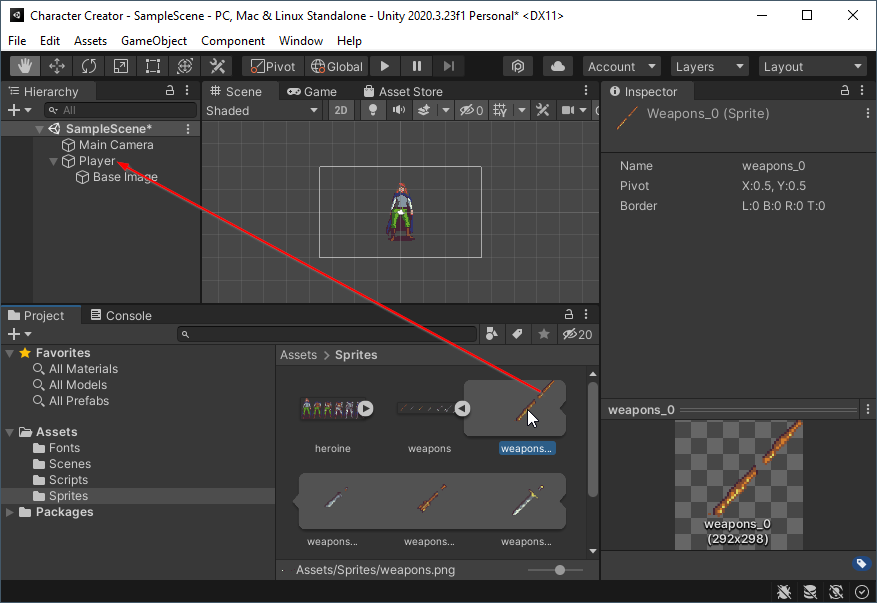 Character Creator - SampleScene - PC, Mac & Linux Standalone - Unity 2020.3.23f1 Personal* <DX11>
File Edit Assets GameObject Component Window Help
Pivot Global Account Layers Layout
Hierarchy
All
SampleScene*
Main Camera
Player
Base Image
Scene Game Asset Store
Shaded 2D 0
Inspector
Weapons_0 (Sprite)
Name weapons_0
Pivot X:0.5, Y:0.5
Border L:0 B:0 R:0 T:0
Project Console
20
Favorites
All Materials
All Models
All Prefabs
Assets
Fonts
Scenes
Scripts
Sprites
Packages
Assets > Sprites
heroine weapons weapons...
weapons... weapons... weapons...
Assets/Sprites/weapons.png
weapons_0
weapons_0
(292x298)